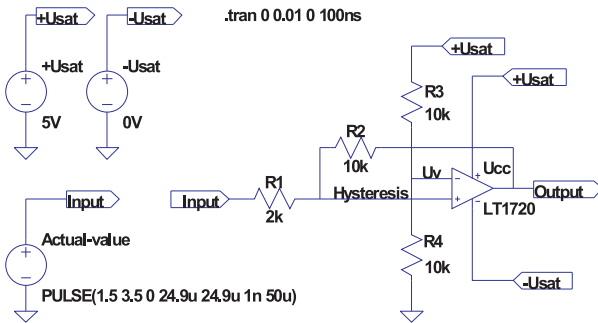 +Usat -Usat .tran 0 0.01 0 100ns
+Usat -Usat
5V 0V
+Usat
+Usat
R3
10k
R2
10k
Uv Ucc
Input R1 Hysteresis
2k
Output
LT1720
Input
R4
10k
Actual-value
-Usat
PULSE(1.5 3.5 0 24.9u 24.9u 1n 50u)